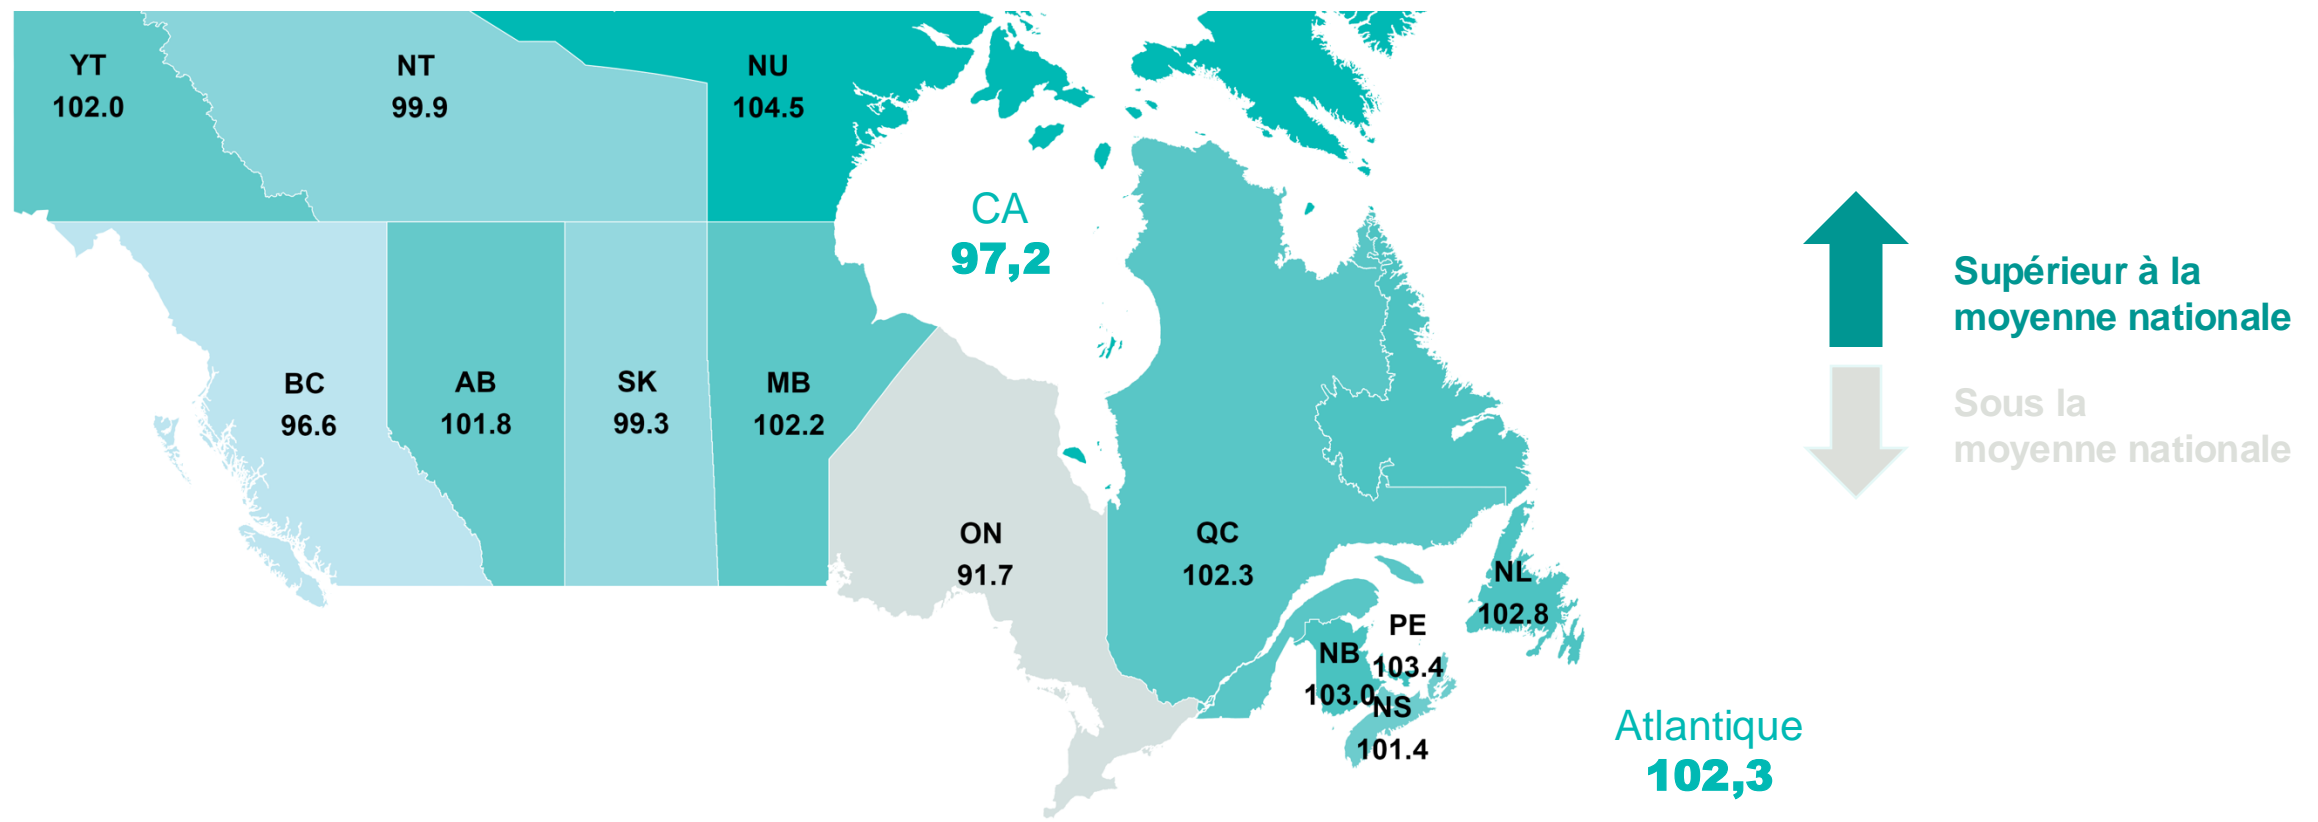 YT
102.0
NT
99.9
NU
104.5
CA
97,2
Supérieur à la
moyenne nationale
Sous la
moyenne nationale
BC
96.6
AB
101.8
SK
99.3
MB
102.2
ON
91.7
QC
102.3
NL
102.8
PE
103.4
NB
103.0
NS
101.4
Atlantique
102,3